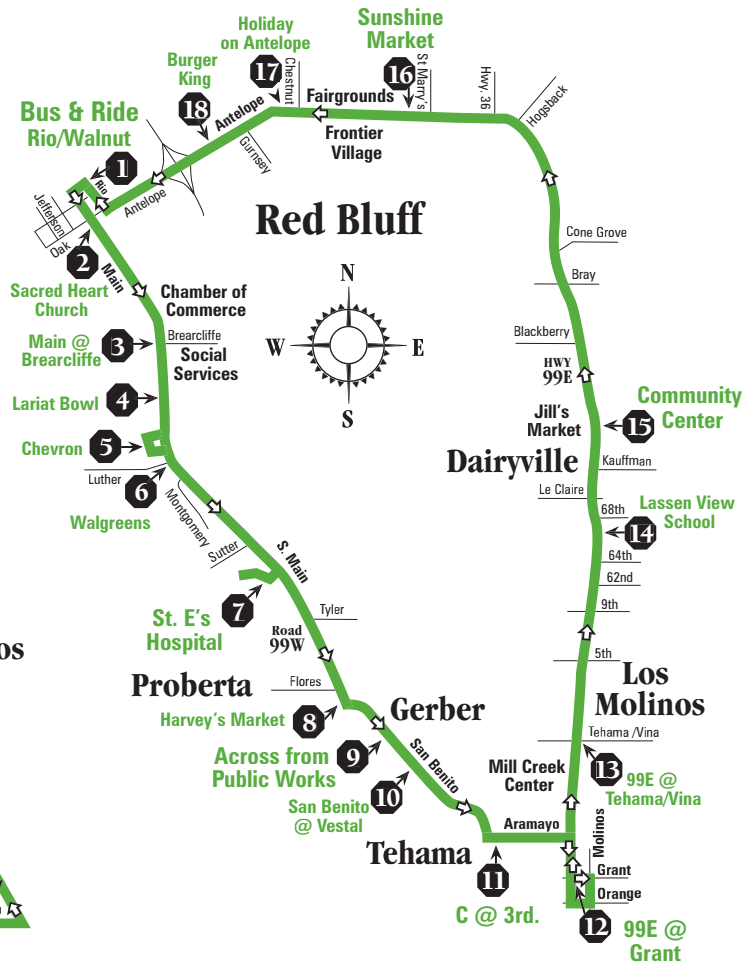 Holiday
on Antelope
17
Chestnut
Sunshine
Market
16
St Marry's
Hwy. 36
Hogsback
Burger
King
18
Antelope
Fairgrounds
Frontier
Village
Gurnsey
Bus & Ride
Rio/Walnut
1
Rio
Antelope
Jefferson
Oak
2
Main
Sacred Heart
Church
Red Bluff
Cone Grove
Bray
N
W
E
S
Chamber of
Commerce
Main @
Brearcliffe
3
Brearcliffe
Social
Services
Blackberry
HWY
99E
Lariat Bowl
4
Jill's
Market
15
Community
Center
Chevron
5
Luther
6
Walgreens
Dairyville
Kauffman
Le Claire
Montgomery
Sutter
68th
14
Lassen View
School
64th
62nd
S. Main
St. E's
Hospital
7
Tyler
9th
Road
99W
5th
os
Proberta
Flores
Los
Molinos
Harvey's Market
8
Gerber
Across from
Public Works
9
San Benito
San Benito
@ Vestal
10
Tehama /Vina
Mill Creek
Center
13
99E @
Tehama/Vina
Aramayo
Molinos
Tehama
11
C @ 3rd.
Grant
Orange
12
99E @
Grant